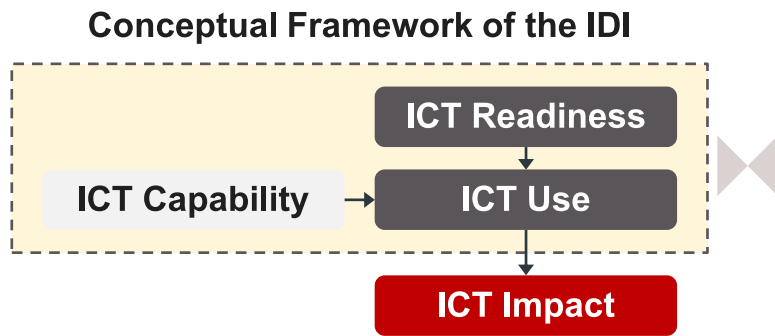 Conceptual Framework of the IDI
ICT Readiness
ICT Capability
ICT Use
ICT Impact